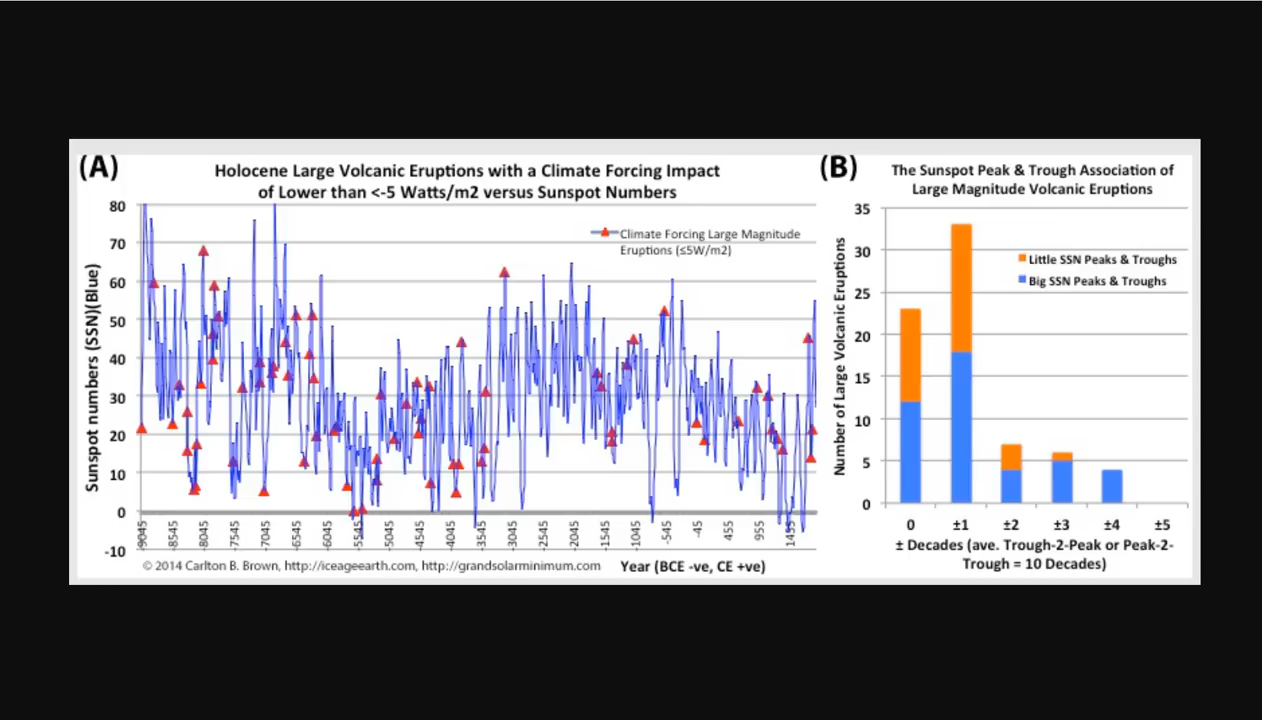 (A)
Holocene Large Volcanic Eruptions with a Climate Forcing Impact
of Lower than <-5 Watts/m2 versus Sunspot Numbers
Sunspot numbers (SSN)(Blue)
80
70
60
50
40
30
20
10
0
-10
Climate Forcing Large Magnitude
Eruptions (≤5W/m2)
-9045
-8545
-8045
-7545
-7045
-6545
-6045
-5545
-5045
-4545
-4045
-3545
-3045
-2545
-2045
-1545
-1045
-545
-45
455
955
1455
© 2014 Carlton B. Brown, http://iceageearth.com, http://grandsolarminimum.com
Year (BCE -ve, CE +ve)
(B)
The Sunspot Peak & Trough Association of
Large Magnitude Volcanic Eruptions
Number of Large Volcanic Eruptions
35
30
25
20
15
10
5
0
Little SSN Peaks & Troughs
Big SSN Peaks & Troughs
0 ±1 ±2 ±3 ±4 ±5
± Decades (ave. Trough-2-Peak or Peak-2-
Trough = 10 Decades)